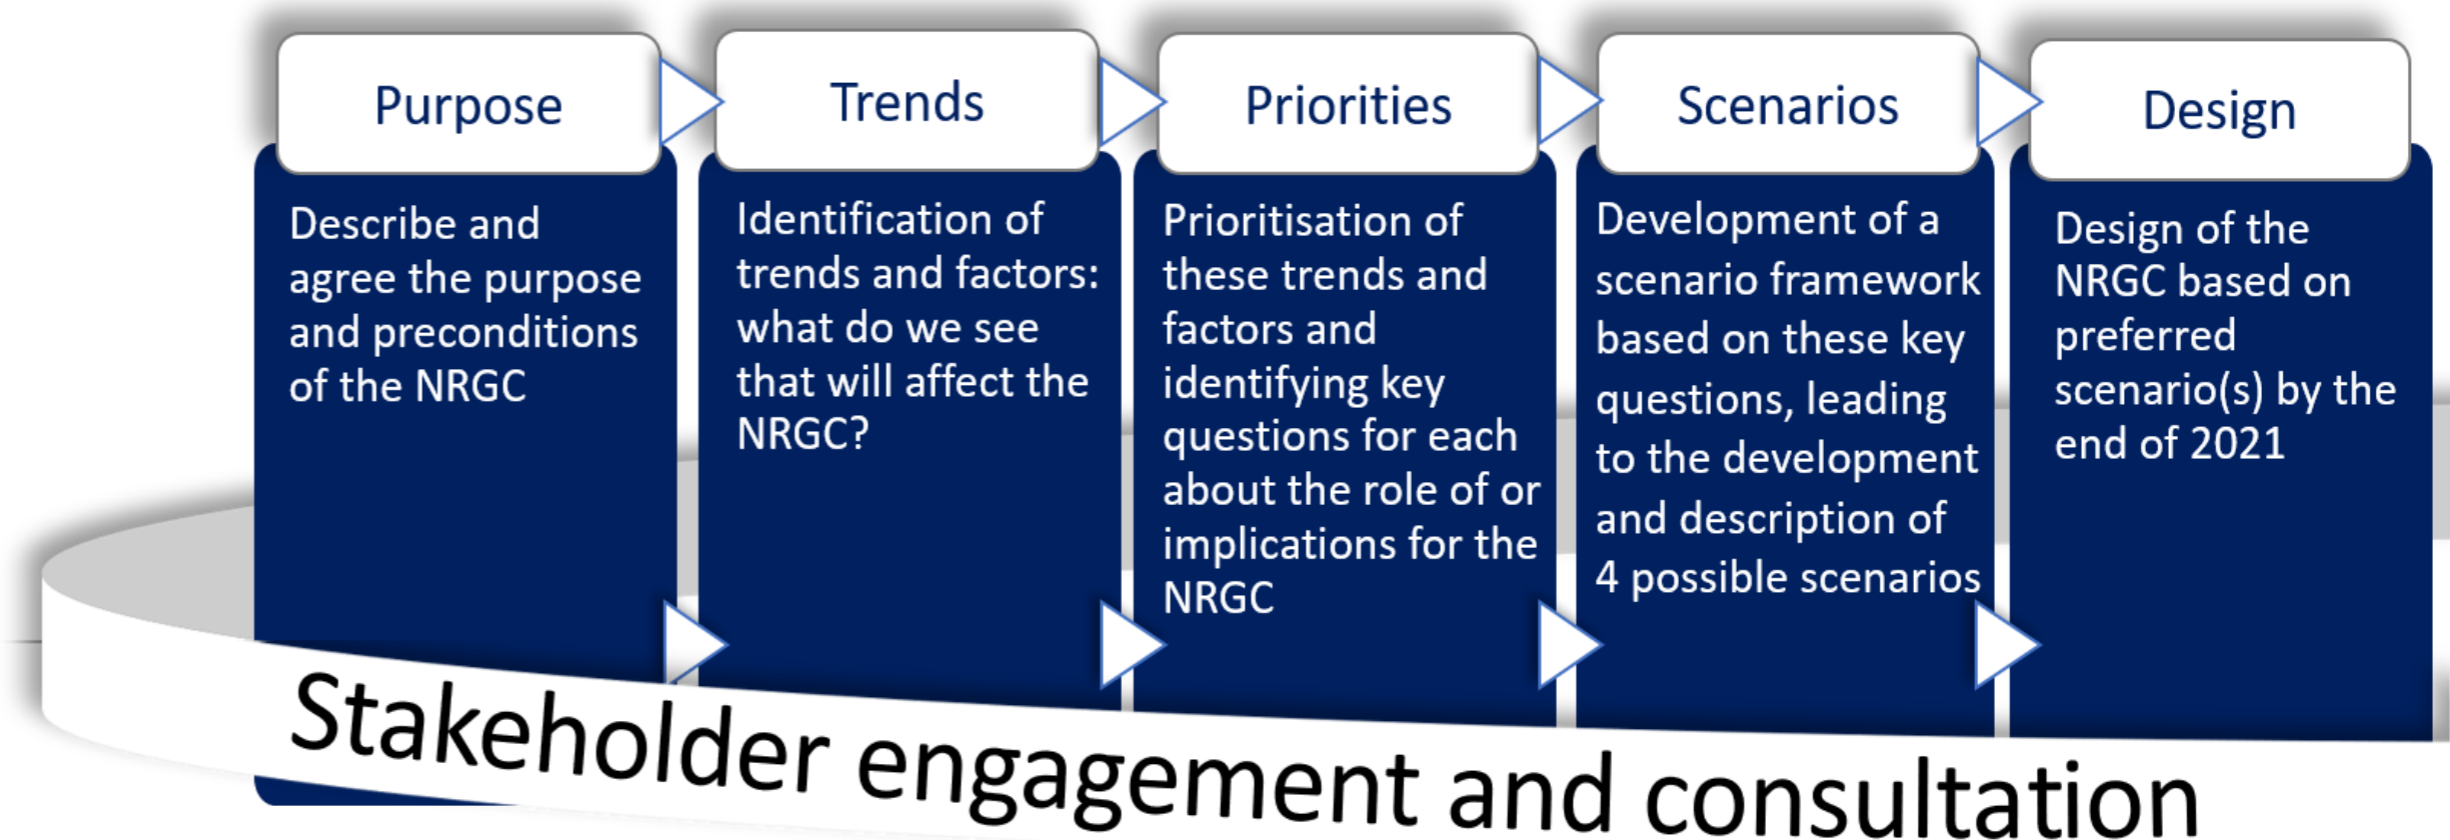 Purpose
Describe and
agree the purpose
and preconditions
of the NRGC
Trends
Identification of
trends and factors:
what do we see
that will affect the
NRGC?
Priorities
Prioritisation of
these trends and
factors and
identifying key
questions for each
about the role of or
implications for the
NRGC
Scenarios
Development of a
scenario framework
based on these key
questions, leading
to the development
and description of
4 possible scenarios
Design
Design of the
NRGC based on
preferred
scenario(s) by the
end of 2021
Stakeholder engagement and consultation